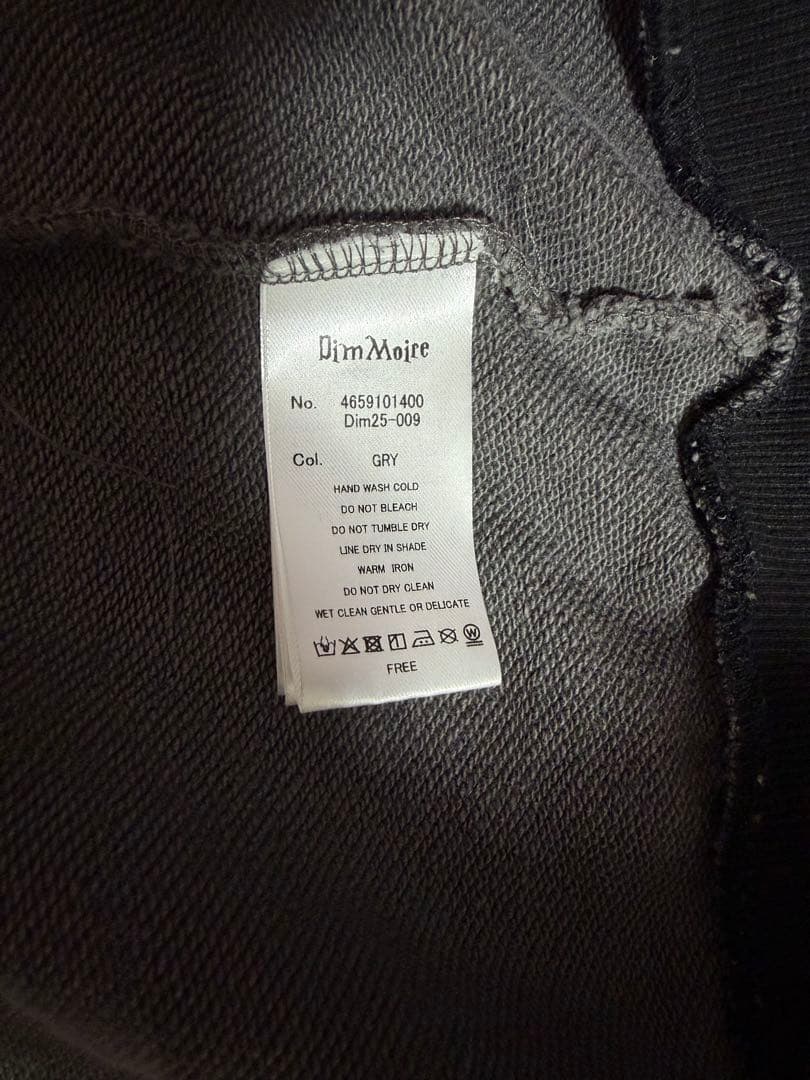 Dim Moire
No. 4659101400
Dim25-009
Col. GRY
HAND WASH COLD
DO NOT BLEACH
DO NOT TUMBLE DRY
LINE DRY IN SHADE
WARM IRON
DO NOT DRY CLEAN
WET CLEAN GENTLE OR DELICATE
W
FREE